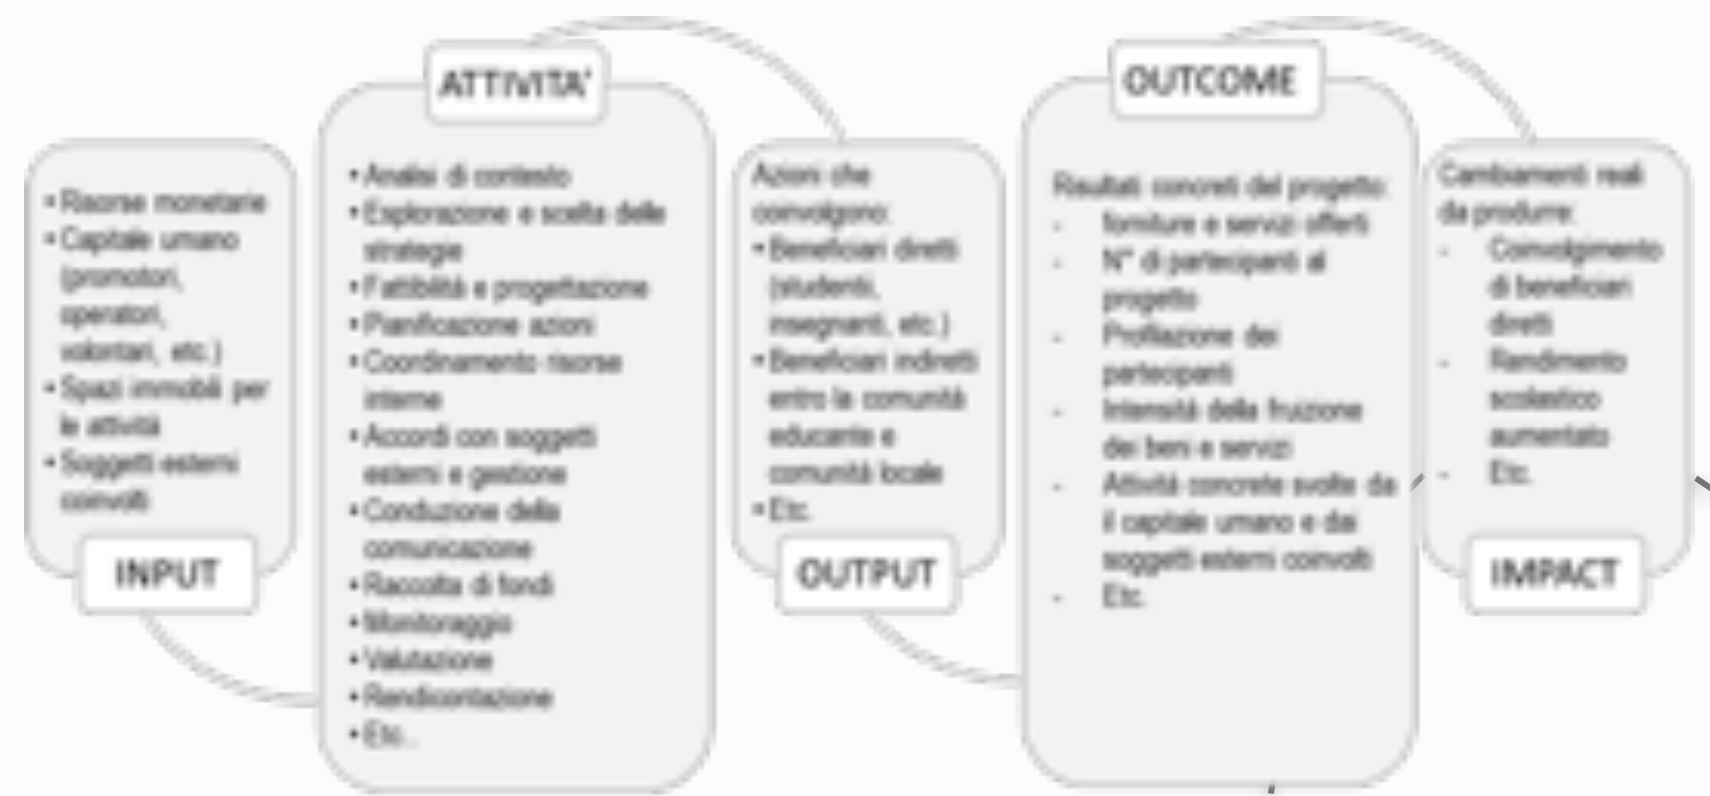 • Risorse monetarie
• Capitale umano
(promotori,
operatori,
volontari, etc.)
• Spazi immobili per
le attività
• Soggetti esterni
coinvolti
INPUT
ATTIVITA'
• Analisi di contesto
• Esplorazione e scelta delle
strategie
• Fattibilità e progettazione
• Pianificazione azioni
• Coordinamento risorse
interne
• Accordi con soggetti
esterni e gestione
• Conduzione della
comunicazione
• Raccolta di fondi
• Monitoraggio
• Valutazione
• Rendicontazione
• Etc..
Azioni che
coinvolgono:
• Beneficiari diretti
(studenti,
insegnanti, etc.)
• Beneficiari indiretti
entro la comunità
educante e
comunità locale
• Etc.
OUTPUT
OUTCOME
Risultati concreti del progetto:
- forniture e servizi offerti
- N° di partecipanti al
progetto
- Profilazione dei
partecipanti
- Intensità della fruizione
dei beni e servizi
- Attività concrete svolte da
il capitale umano e dai
soggetti esterni coinvolti
- Etc.
Cambiamenti reali
da produrre:
- Coinvolgimento
di beneficiari
diretti
- Rendimento
scolastico
aumentato
- Etc.
IMPACT